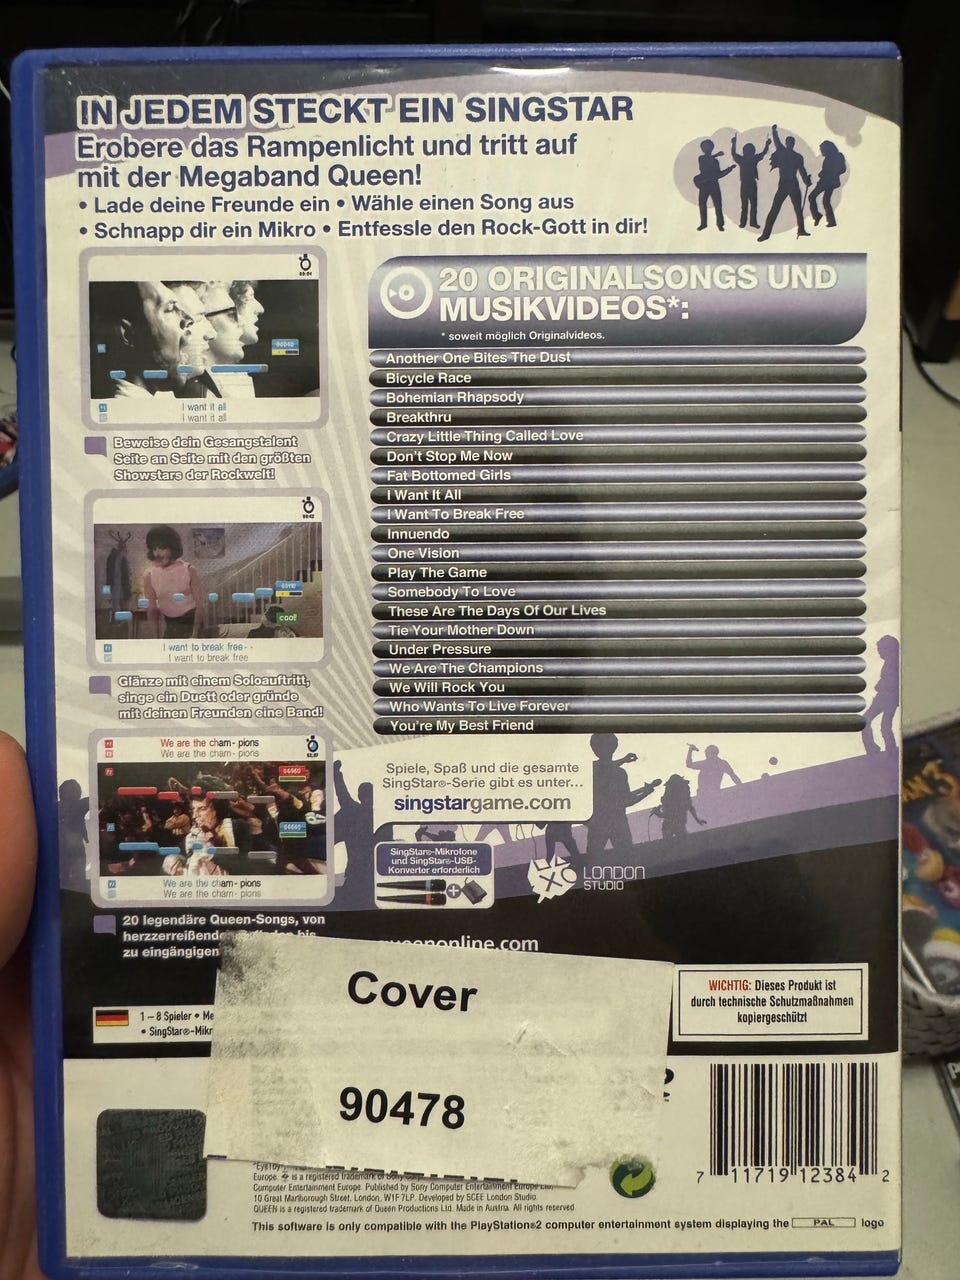 IN JEDEM STECKT EIN SINGSTAR
Erobere das Rampenlicht und tritt auf
mit der Megaband Queen!
• Lade deine Freunde ein • Wähle einen Song aus
• Schnapp dir ein Mikro • Entfessle den Rock-Gott in dir!
I want it all
I want it all
Beweise dein Gesangstalent
Seite an Seite mit den größten
Showstars der Rockwelt!
cool!
I want to break free - -
I want to break free
Glänze mit einem Soloauftritt,
singe ein Duett oder gründe
mit deinen Freunden eine Band!
We are the cham- pions
We are the cham- pions
We are the cham- pions
We are the cham- pions
20 legendäre Queen-Songs, von
zu eingängigen
20 ORIGINALSONGS UND
MUSIKVIDEOS*:
* soweit möglich Originalvideos.
Another One Bites The Dust
Bicycle Race
Bohemian Rhapsody
Breakthru
Crazy Little Thing Called Love
Don't Stop Me Now
Fat Bottomed Girls
I Want It All
I Want To Break Free
Innuendo
One Vision
Play The Game
Somebody To Love
These Are The Days Of Our Lives
Tie Your Mother Down
Under Pressure
We Are The Champions
We Will Rock You
Who Wants To Live Forever
You're My Best Friend
Spiele, Spaß und die gesamte
SingStar®-Serie gibt es unter...
singstargame.com
SingStar®-Mikrofone
und SingStar®-USB-
Konverter erforderlich
LONDON
STUDIO
queenonline.com
Cover
90478
WICHTIG: Dieses Produkt ist
durch technische Schutzmaßnahmen
kopiergeschützt
1 – 8 Spieler •
• SingStar®-Mikr
7 11719 12384 2
Europe. is a registered trademark of Sony
Computer Entertainment Europe. Published by Sony Computer Entertainment Europe Ltd.
10 Great Marlborough Street, London, W1F 7LP. Developed by SCEE London Studio.
QUEEN is a registered trademark of Queen Productions Ltd. Made in Austria. All rights reserved.
This software is only compatible with the PlayStation®2 computer entertainment system displaying the PAL logo